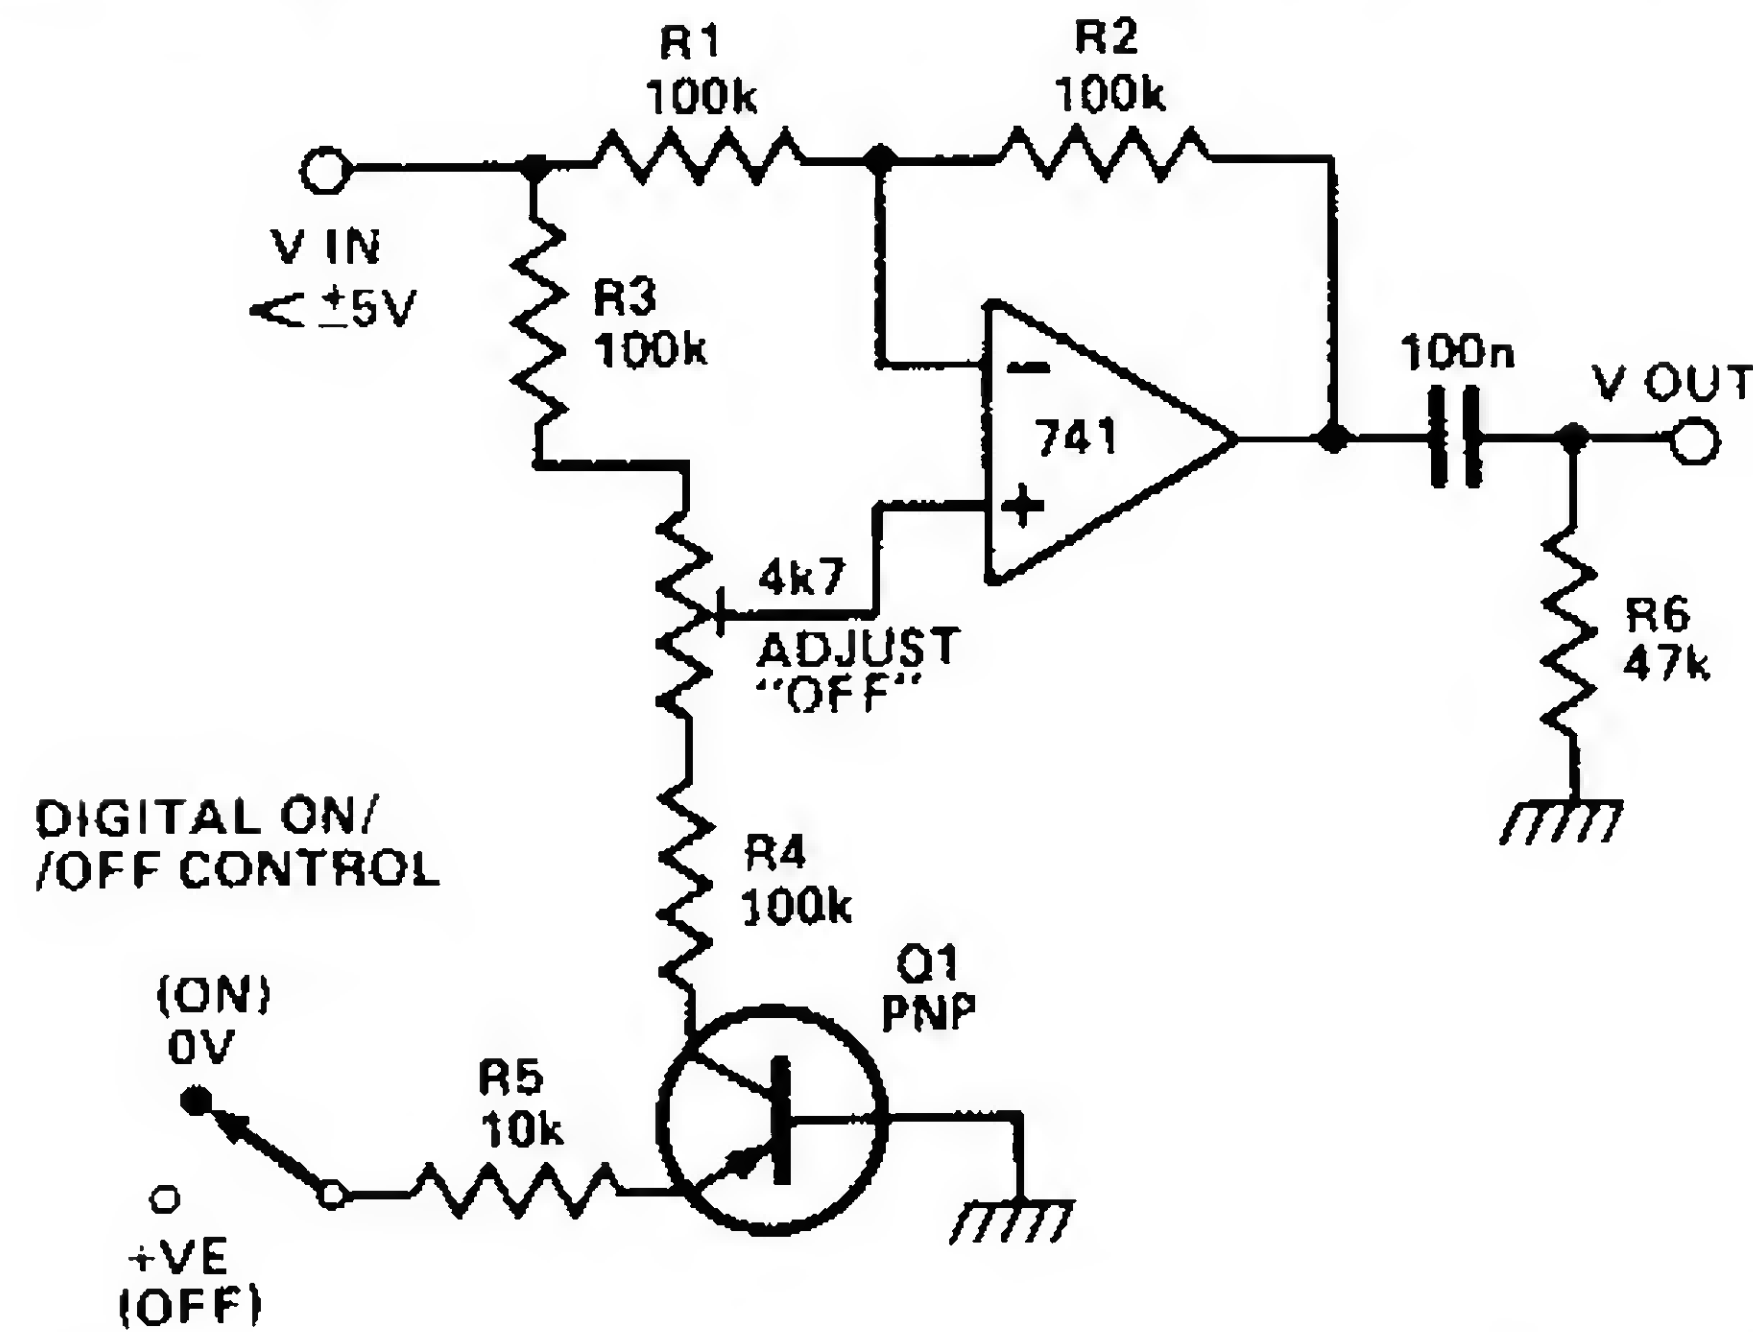 R1
100k
R2
100k
V IN
< ±5V
R3
100k
−
741
+
100n
V OUT
4k7
ADJUST
"OFF"
R6
47k
DIGITAL ON/
/OFF CONTROL
R4
100k
(ON)
0V
Q1
PNP
R5
10k
+VE
(OFF)